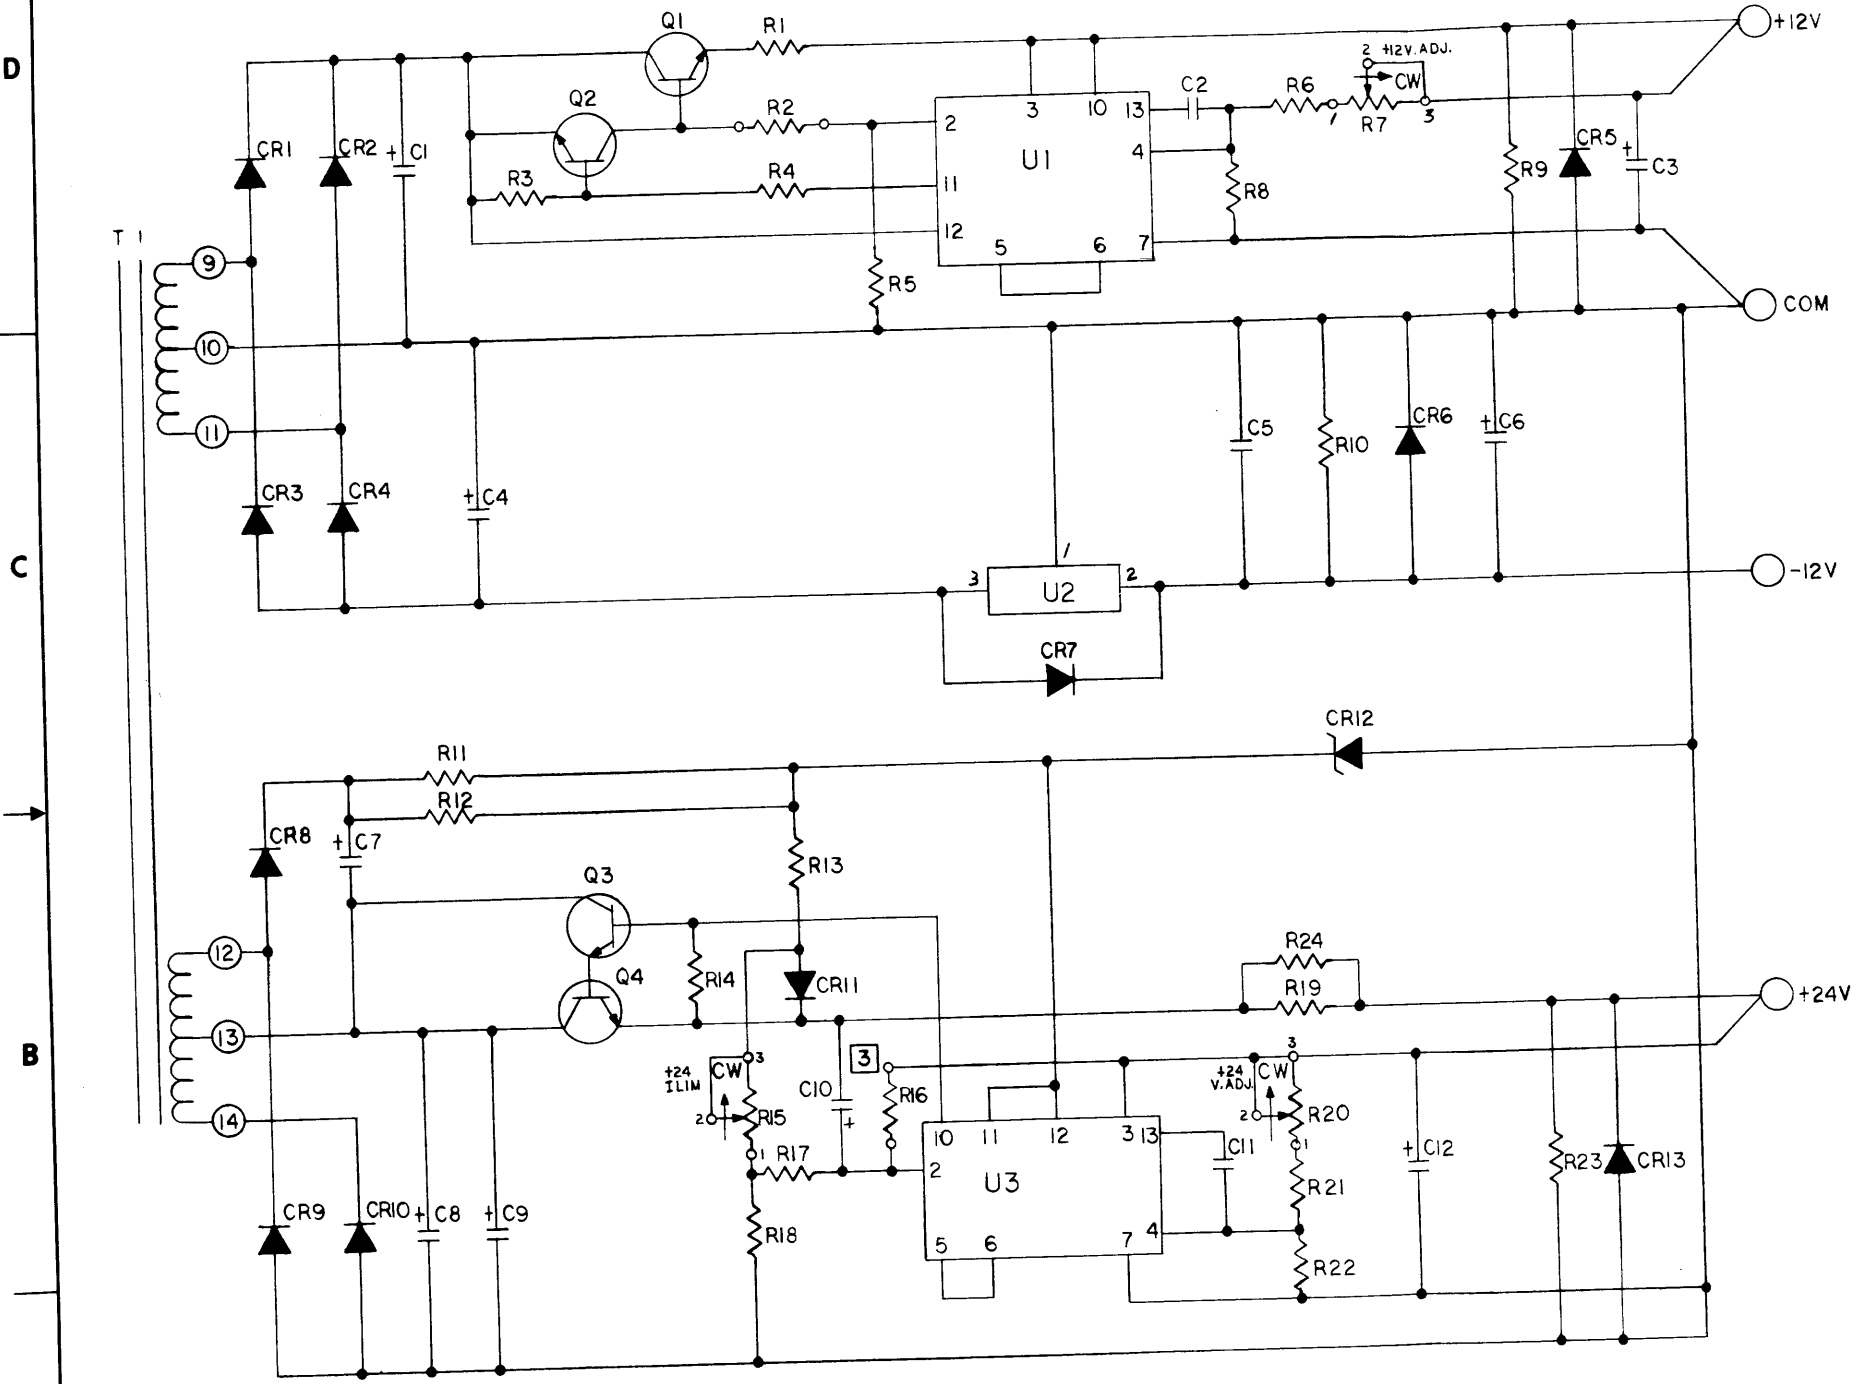 D
Q1
R1
+12V
2 +12V.ADJ.
CW
C2
R6
1
R7
3
Q2
R2
2
3
10
13
CR1
CR2
+
C1
U1
4
CR5
+
C3
R9
R3
R4
11
R8
12
5
6
7
T1
9
R5
COM
10
11
CR3
CR4
+
C4
C5
R10
CR6
+
C6
1
C
3
U2
2
-12V
CR7
CR12
R11
R12
CR8
+
C7
R13
Q3
R24
12
Q4
R14
CR11
R19
+24V
13
B
3
3
3
+24
ILIM
CW
C10
+
R16
+24
V.ADJ.
CW
2
R15
2
R20
14
10
11
12
3
13
1
R17
1
2
U3
C11
+
C12
R23
CR13
R21
CR9
CR10
+
C8
+
C9
R18
4
5
6
7
R22